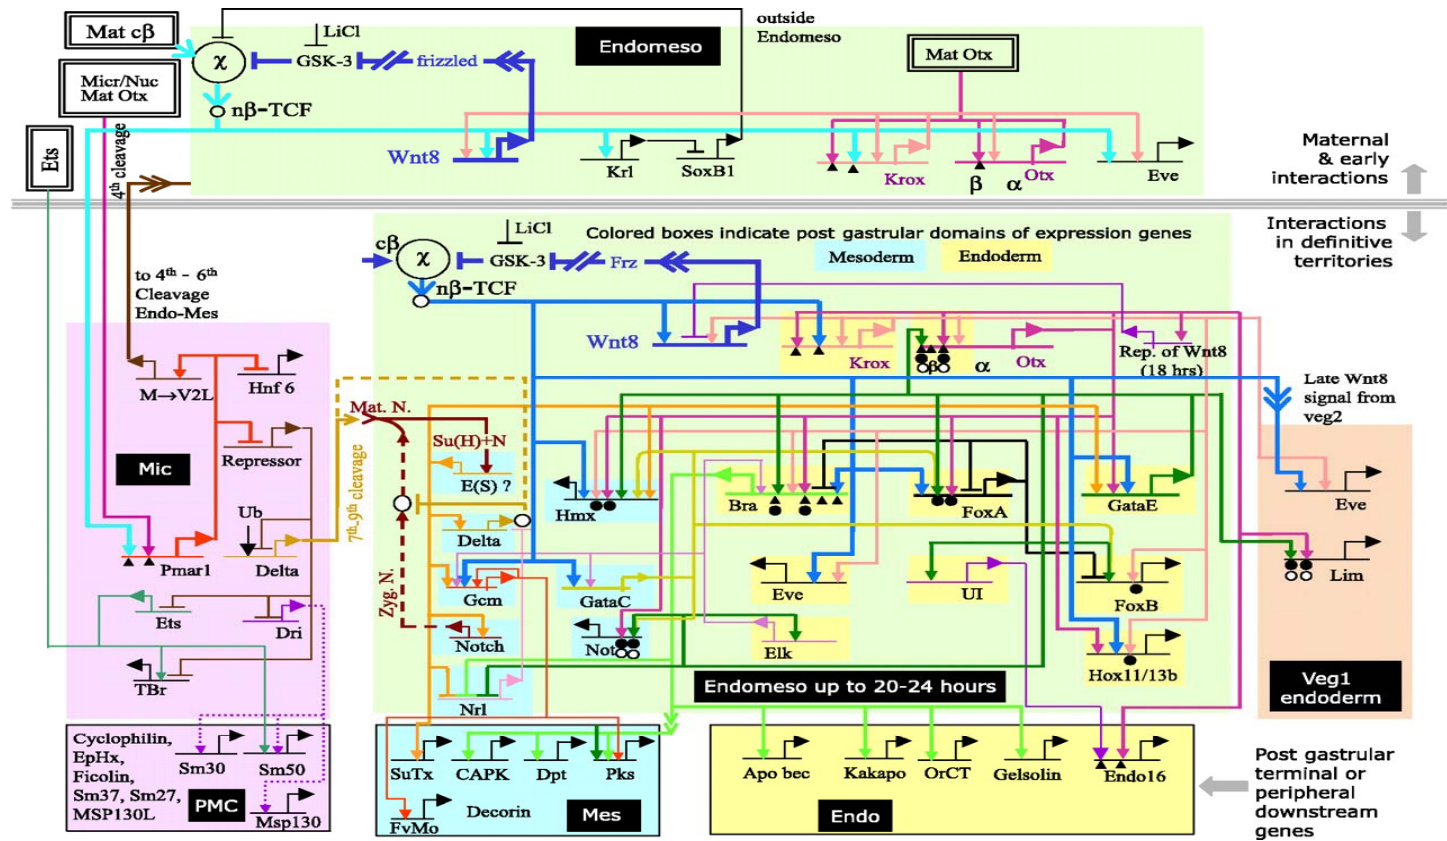 Mat cβ
Micr/Nuc
Mat Otx
Ets
χ
LiCl
GSK-3
frizzled
nβ-TCF
4th cleavage
Endomeso
outside
Endomeso
Mat Otx
Wnt8
Krl
SoxB1
Krox
β
α
Otx
Eve
Maternal
& early
interactions
Interactions
in definitive
territories
to 4th - 6th
Cleavage
Endo-Mes
cβ
χ
LiCl
GSK-3
Frz
nβ-TCF
Colored boxes indicate post gastrular domains of expression genes
Mesoderm
Endoderm
Wnt8
Krox
β
α
Otx
Rep. of Wnt8
(18 hrs)
Late Wnt8
signal from
veg2
M→V2L
Hnf 6
Repressor
Mic
Ub
Pmar1
Delta
Ets
Dri
TBr
7th-9th cleavage
Mat. N.
Su(H)+N
E(S) ?
Delta
Zyg. N.
Gcm
GataC
Notch
Not
Nrl
Hmx
Bra
FoxA
GataE
Eve
UI
FoxB
Elk
Hox11/13b
Endomeso up to 20-24 hours
Eve
Lim
Veg1
endoderm
Cyclophilin,
EpHx,
Ficolin,
Sm37, Sm27,
MSP130L
PMC
Sm30
Sm50
Msp130
SuTx
CAPK
Dpt
Pks
FvMo
Decorin
Mes
Apo bec
Kakapo
OrCT
Gelsolin
Endo16
Endo
Post gastrular
terminal or
peripheral
downstream
genes